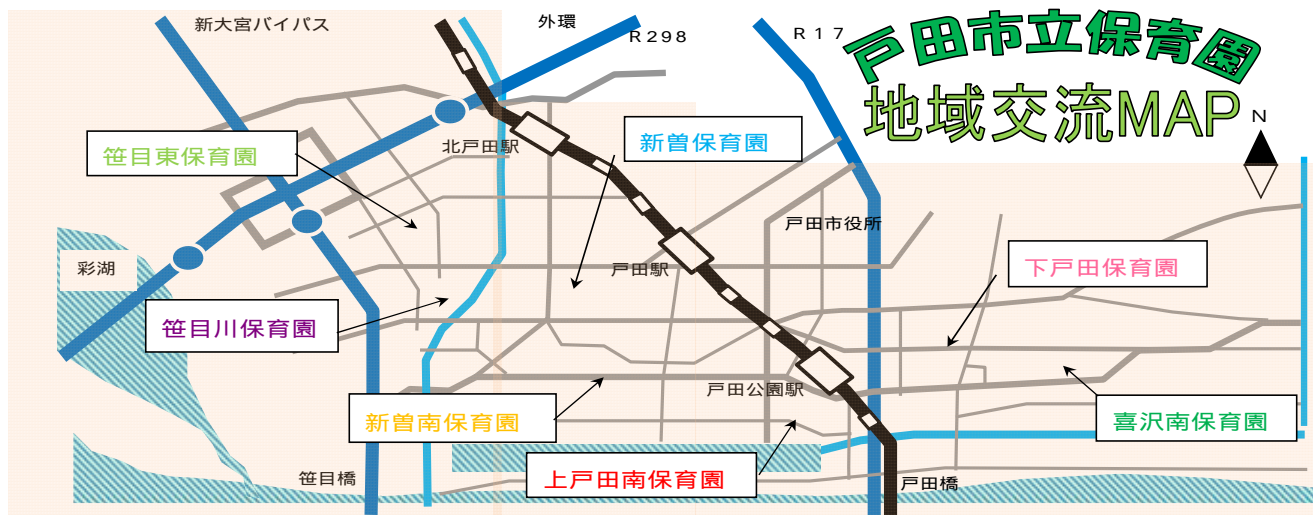 戸田市立保育園
地域交流MAP
N
新大宮バイパス
外環
R298
R17
笹目東保育園
北戸田駅
新曽保育園
戸田市役所
彩湖
戸田駅
下戸田保育園
笹目川保育園
戸田公園駅
新曽南保育園
喜沢南保育園
上戸田南保育園
笹目橋
戸田橋